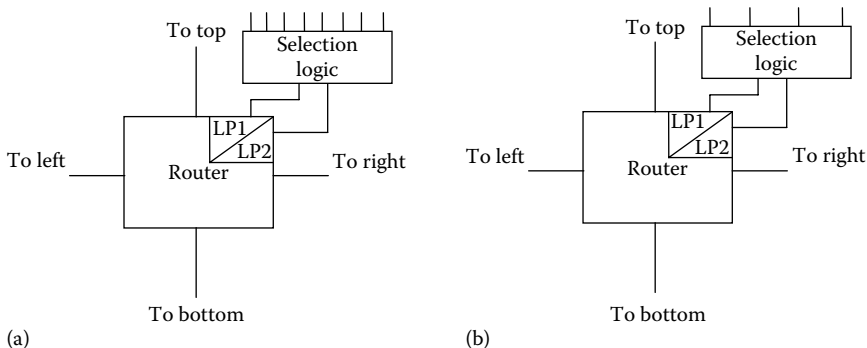 To top
Selection
logic
LP1
LP2
To left
Router
To right
To bottom
(a)
To top
Selection
logic
LP1
LP2
To left
Router
To right
To bottom
(b)